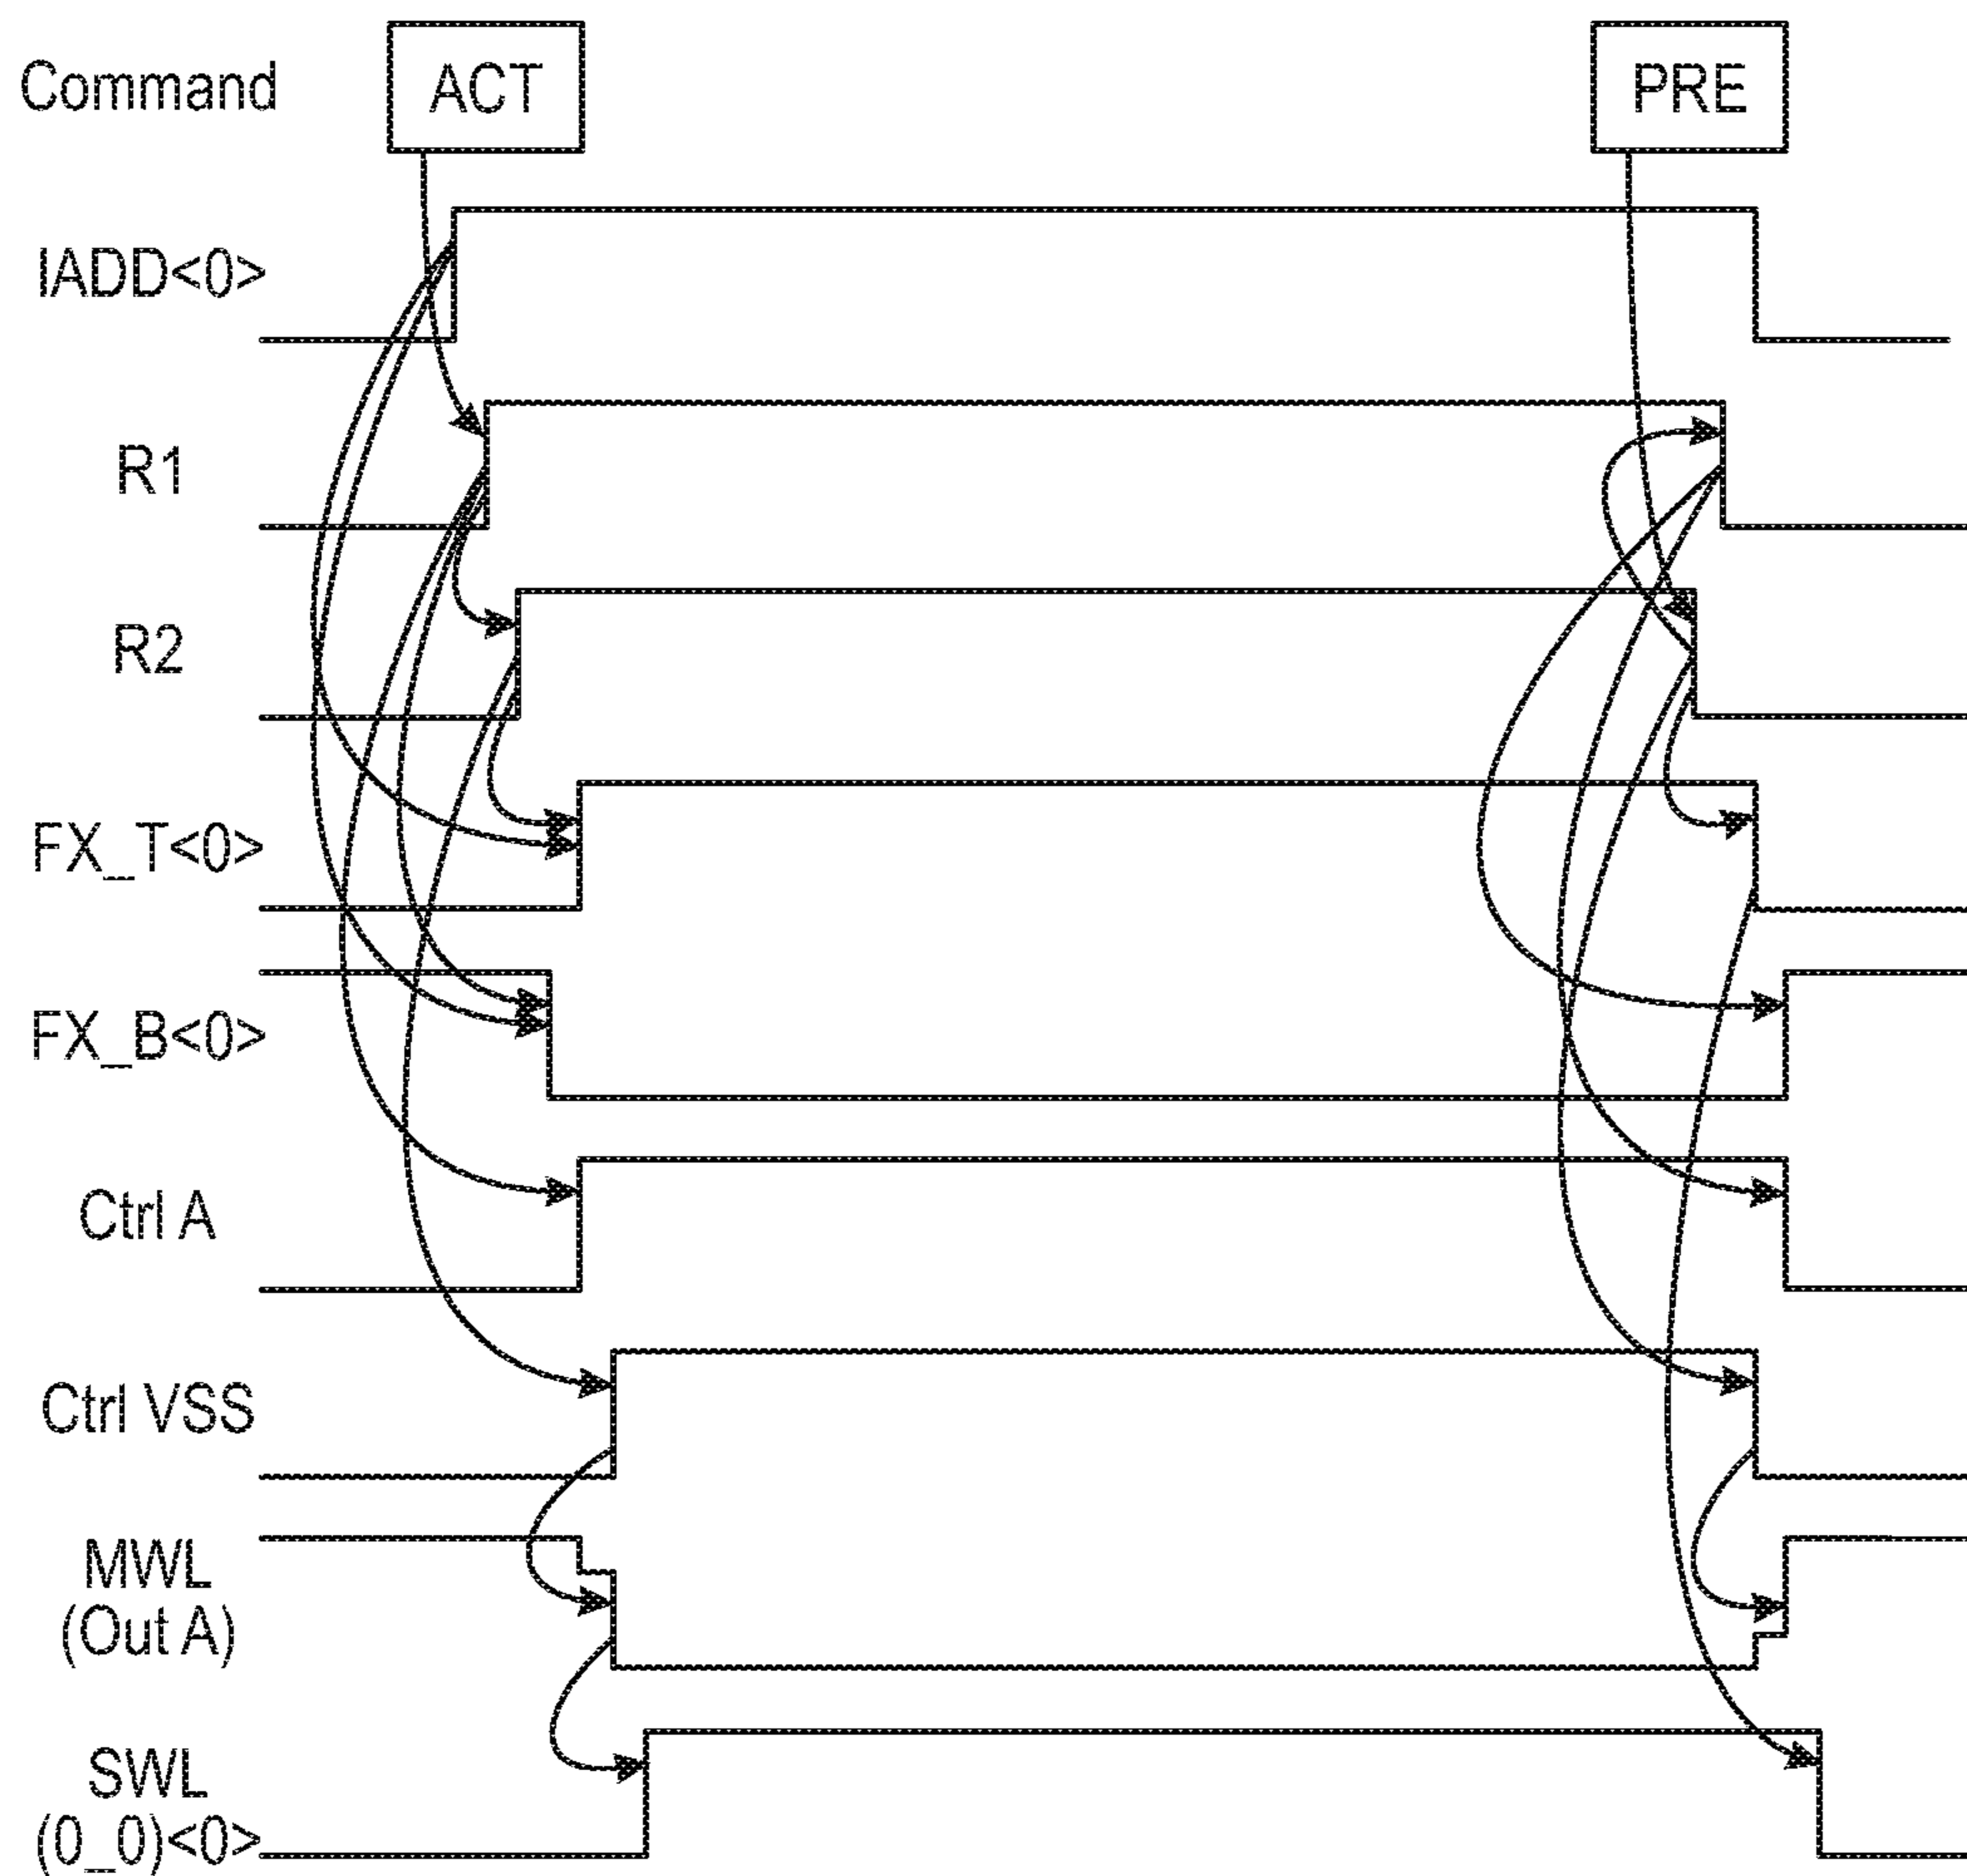 Command ACT PRE
IADD<0>
R1
R2
FX_T<0>
FX_B<0>
Ctrl A
Ctrl VSS
MWL
(Out A)
SWL
(0_0)<0>